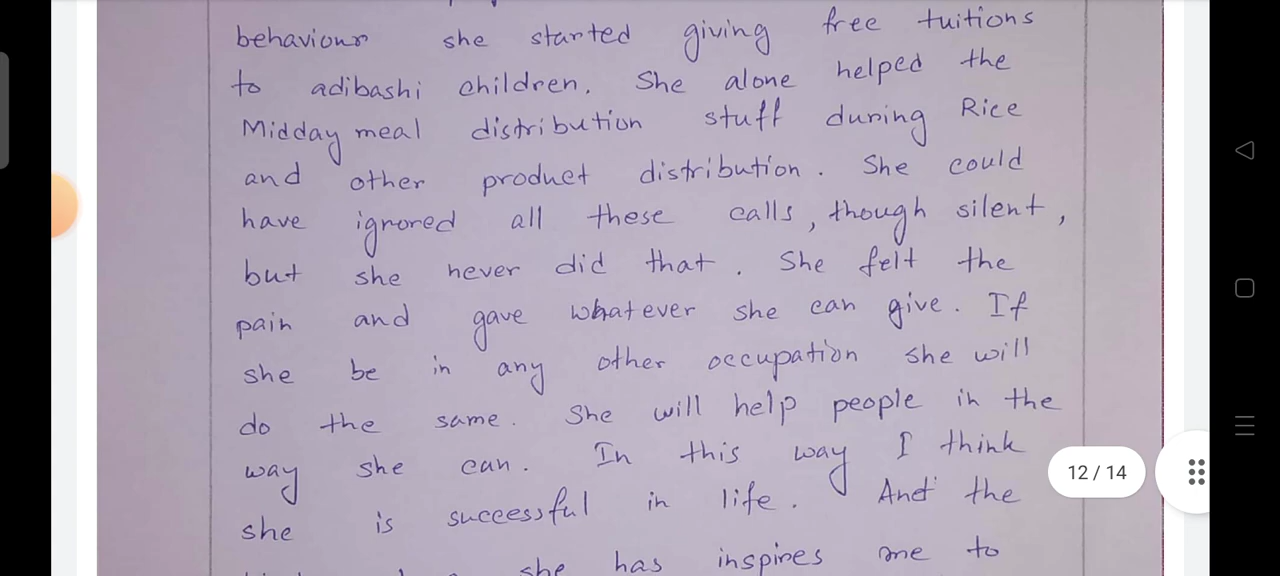 behaviour she started giving free tuitions
to adibashi children. She alone helped the
Midday meal distribution stuff during Rice
and other product distribution. She could
have ignored all these calls, though silent,
but she never did that. She felt the
pain and gave whatever she can give. If
she be in any other occupation she will
do the same. She will help people in the
way she can. In this way I think
she is successful in life. And the
she has inspires me to
12 / 14